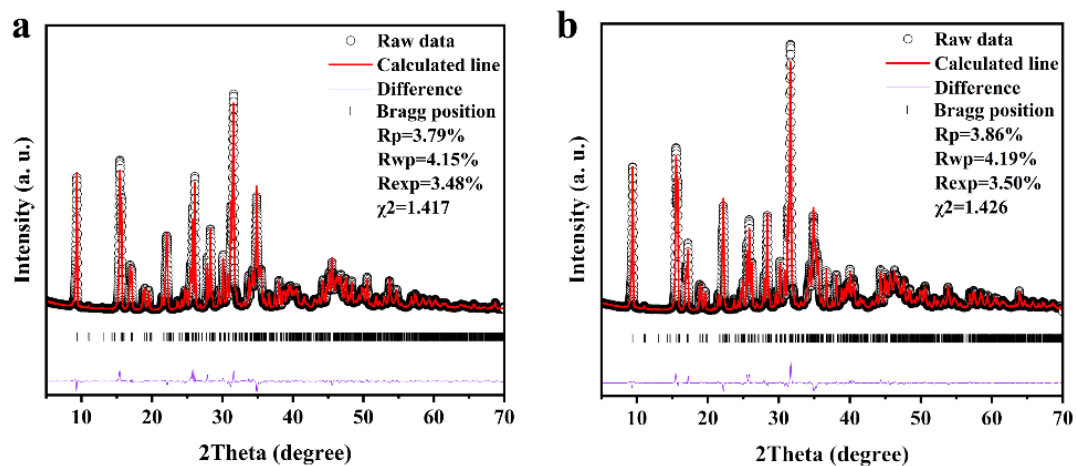 a
Raw data
Calculated line
Difference
Bragg position
Rp=3.79%
Rwp=4.15%
Rexp=3.48%
χ2=1.417
Intensity (a. u.)
10 20 30 40 50 60 70
2Theta (degree)
b
Raw data
Calculated line
Difference
Bragg position
Rp=3.86%
Rwp=4.19%
Rexp=3.50%
χ2=1.426
Intensity (a. u.)
10 20 30 40 50 60 70
2Theta (degree)